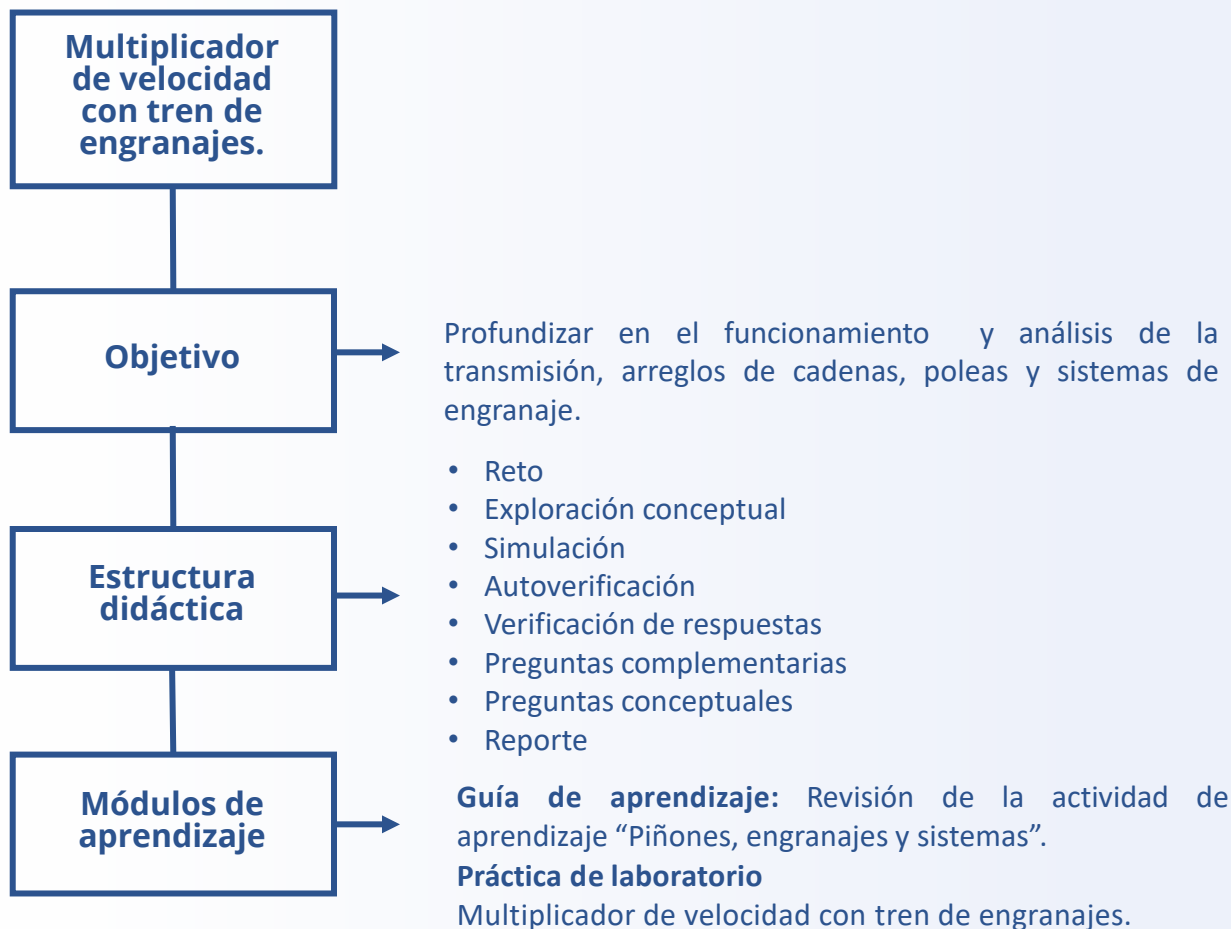 Multiplicador
de velocidad
con tren de
engranajes.
Objetivo
Profundizar en el funcionamiento y análisis de la
transmisión, arreglos de cadenas, poleas y sistemas de
engranaje.
Estructura
didáctica
• Reto
• Exploración conceptual
• Simulación
• Autoverificación
• Verificación de respuestas
• Preguntas complementarias
• Preguntas conceptuales
• Reporte
Módulos de
aprendizaje
Guía de aprendizaje: Revisión de la actividad de
aprendizaje “Piñones, engranajes y sistemas”.
Práctica de laboratorio
Multiplicador de velocidad con tren de engranajes.